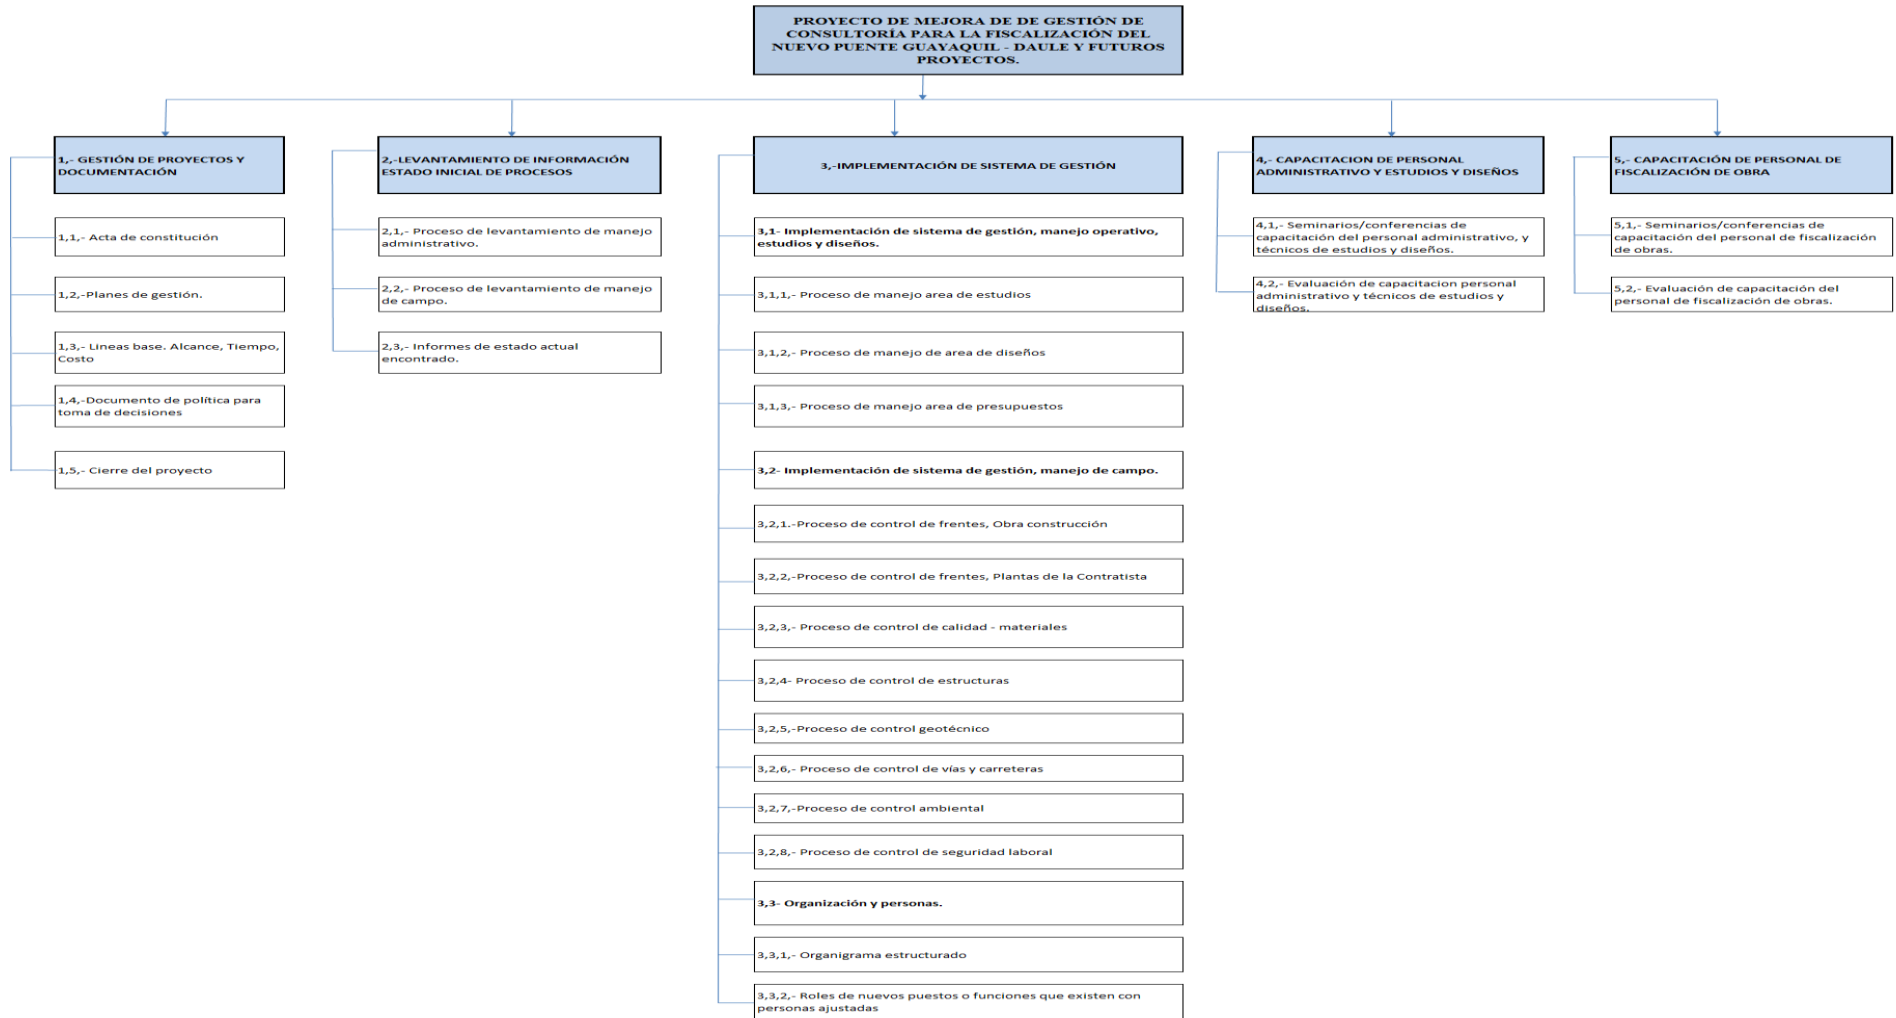 PROYECTO DE MEJORA DE DE GESTIÓN DE
CONSULTORÍA PARA LA FISCALIZACIÓN DEL
NUEVO PUENTE GUAYAQUIL - DAULE Y FUTUROS
PROYECTOS.
1,- GESTIÓN DE PROYECTOS Y
DOCUMENTACIÓN
1,1,- Acta de constitución
1,2,-Planes de gestión.
1,3,- Lineas base. Alcance, Tiempo,
Costo
1,4,-Documento de política para
toma de decisiones
1,5,- Cierre del proyecto
2,-LEVANTAMIENTO DE INFORMACIÓN
ESTADO INICIAL DE PROCESOS
2,1,- Proceso de levantamiento de manejo
administrativo.
2,2,- Proceso de levantamiento de manejo
de campo.
2,3,- Informes de estado actual
encontrado.
3,-IMPLEMENTACIÓN DE SISTEMA DE GESTIÓN
3,1- Implementación de sistema de gestión, manejo operativo,
estudios y diseños.
3,1,1,- Proceso de manejo area de estudios
3,1,2,- Proceso de manejo de area de diseños
3,1,3,- Proceso de manejo area de presupuestos
3,2- Implementación de sistema de gestión, manejo de campo.
3,2,1.-Proceso de control de frentes, Obra construcción
3,2,2,-Proceso de control de frentes, Plantas de la Contratista
3,2,3,- Proceso de control de calidad - materiales
3,2,4- Proceso de control de estructuras
3,2,5,-Proceso de control geotécnico
3,2,6,- Proceso de control de vías y carreteras
3,2,7,-Proceso de control ambiental
3,2,8,- Proceso de control de seguridad laboral
3,3- Organización y personas.
3,3,1,- Organigrama estructurado
3,3,2,- Roles de nuevos puestos o funciones que existen con
personas ajustadas
4,- CAPACITACION DE PERSONAL
ADMINISTRATIVO Y ESTUDIOS Y DISEÑOS
4,1,- Seminarios/conferencias de
capacitación del personal administrativo, y
técnicos de estudios y diseños.
4,2,- Evaluación de capacitacion personal
administrativo y técnicos de estudios y
diseños.
5,- CAPACITACIÓN DE PERSONAL DE
FISCALIZACIÓN DE OBRA
5,1,- Seminarios/conferencias de
capacitación del personal de fiscalización
de obras.
5,2,- Evaluación de capacitación del
personal de fiscalización de obras.